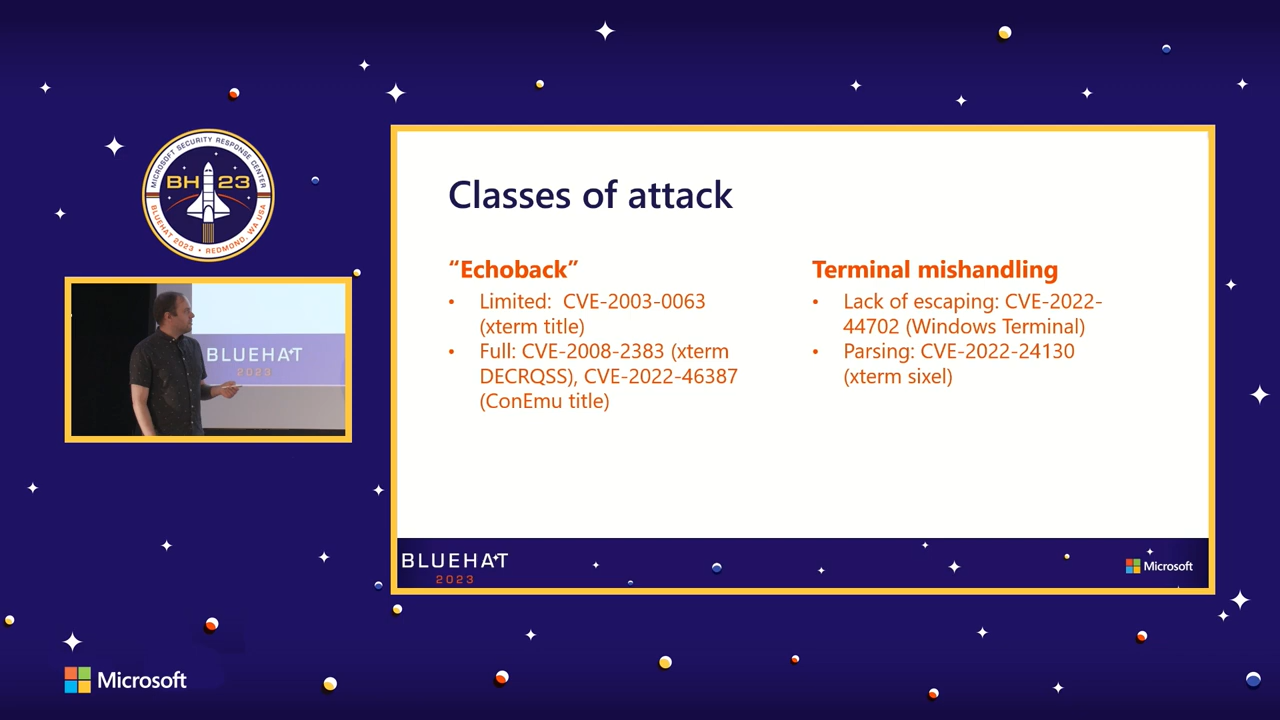 MICROSOFT SECURITY RESPONSE CENTER
BH 23
BLUEHAT 2023 • REDMOND, WA USA
BLUEHAT
2023
Classes of attack
“Echoback”
• Limited: CVE-2003-0063
(xterm title)
• Full: CVE-2008-2383 (xterm
DECRQSS), CVE-2022-46387
(ConEmu title)
Terminal mishandling
• Lack of escaping: CVE-2022-
44702 (Windows Terminal)
• Parsing: CVE-2022-24130
(xterm sixel)
BLUEHAT
2023
Microsoft
Microsoft